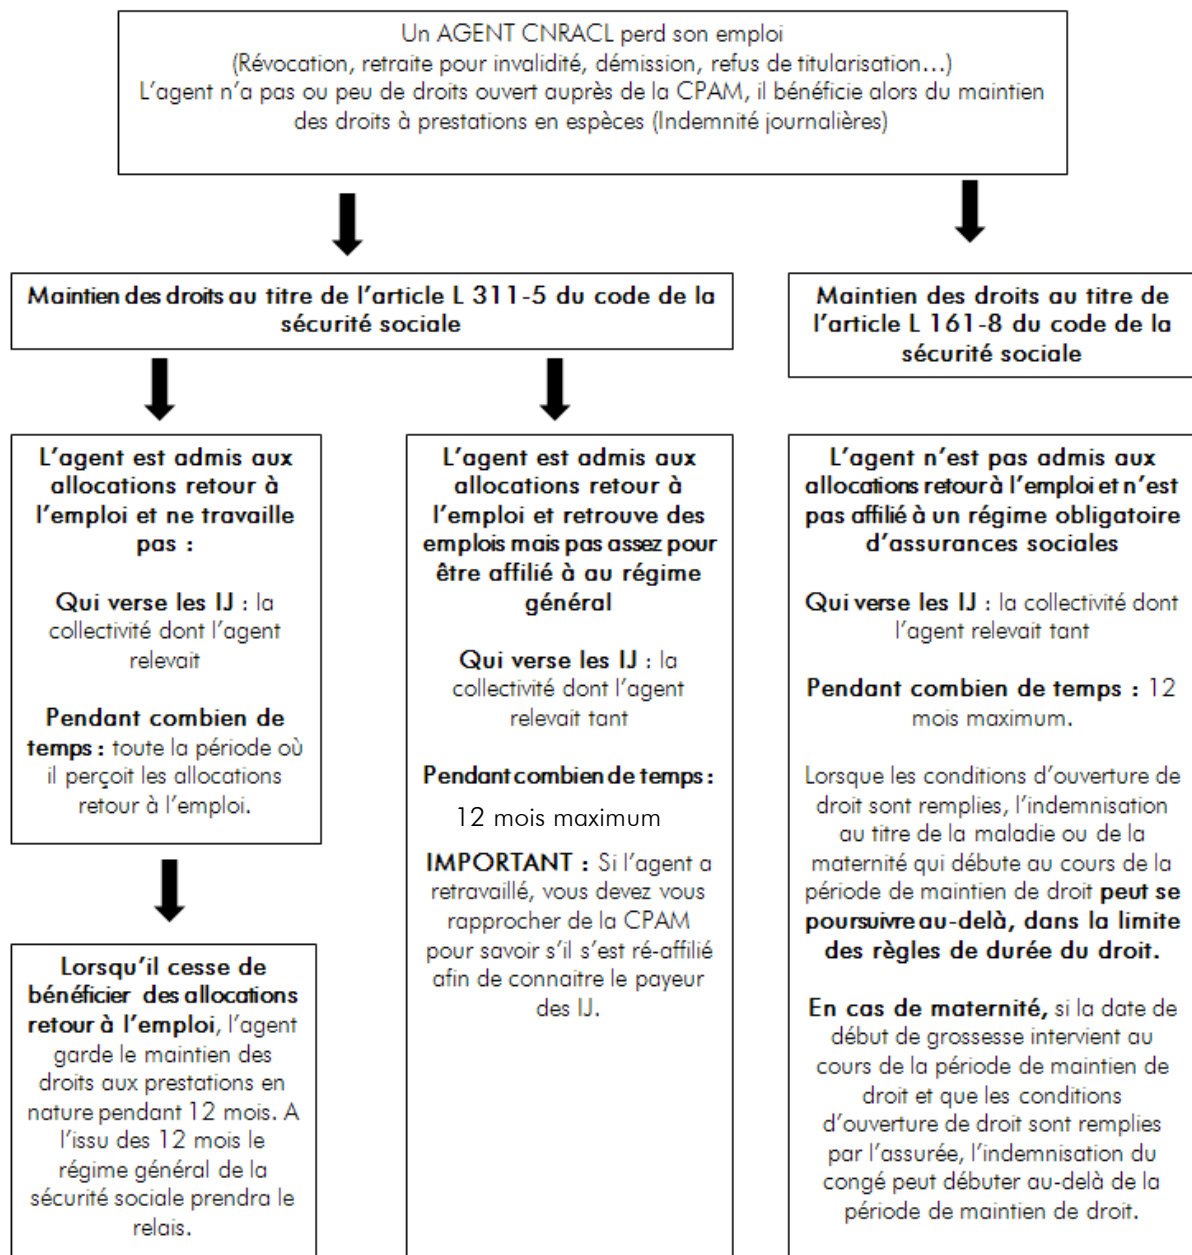 Un AGENT CNRACL perd son emploi
(Révocation, retraite pour invalidité, démission, refus de titularisation…)
L'agent n'a pas ou peu de droits ouvert auprès de la CPAM, il bénéficie alors du maintien
des droits à prestations en espèces (Indemnité journalières)
Maintien des droits au titre de l'article L 311-5 du code de la
sécurité sociale
Maintien des droits au titre de
l'article L 161-8 du code de la
sécurité sociale
L'agent est admis aux
allocations retour à
l'emploi et ne travaille
pas :
Qui verse les IJ : la
collectivité dont l'agent
relevait
Pendant combien de
temps : toute la période où
il perçoit les allocations
retour à l'emploi.
Lorsqu'il cesse de
bénéficier des allocations
retour à l'emploi, l'agent
garde le maintien des
droits aux prestations en
nature pendant 12 mois. A
l'issu des 12 mois le
régime général de la
sécurité sociale prendra le
relais.
L'agent est admis aux
allocations retour à
l'emploi et retrouve des
emplois mais pas assez pour
être affilié à au régime
général
Qui verse les IJ : la
collectivité dont l'agent
relevait tant
Pendant combien de temps :
12 mois maximum
IMPORTANT : Si l'agent a
retravaillé, vous devez vous
rapprocher de la CPAM
pour savoir s'il s'est ré-affilié
afin de connaitre le payeur
des IJ.
L'agent n'est pas admis aux
allocations retour à l'emploi et n'est
pas affilié à un régime obligatoire
d'assurances sociales
Qui verse les IJ : la collectivité dont
l'agent relevait tant
Pendant combien de temps : 12
mois maximum.
Lorsque les conditions d'ouverture de
droit sont remplies, l'indemnisation
au titre de la maladie ou de la
maternité qui débute au cours de la
période de maintien de droit peut se
poursuivre au-delà, dans la limite
des règles de durée du droit.
En cas de maternité, si la date de
début de grossesse intervient au
cours de la période de maintien de
droit et que les conditions
d'ouverture de droit sont remplies
par l'assurée, l'indemnisation du
congé peut débuter au-delà de la
période de maintien de droit.